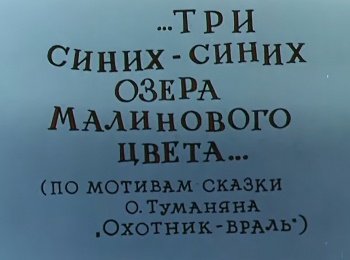 ...ТРИ
СИНИХ-СИНИХ
ОЗЕРА
МАЛИНОВОГО
ЦВЕТА...
(ПО МОТИВАМ СКАЗКИ
О. ТУМАНЯНА
„ОХОТНИК-ВРАЛЬ")